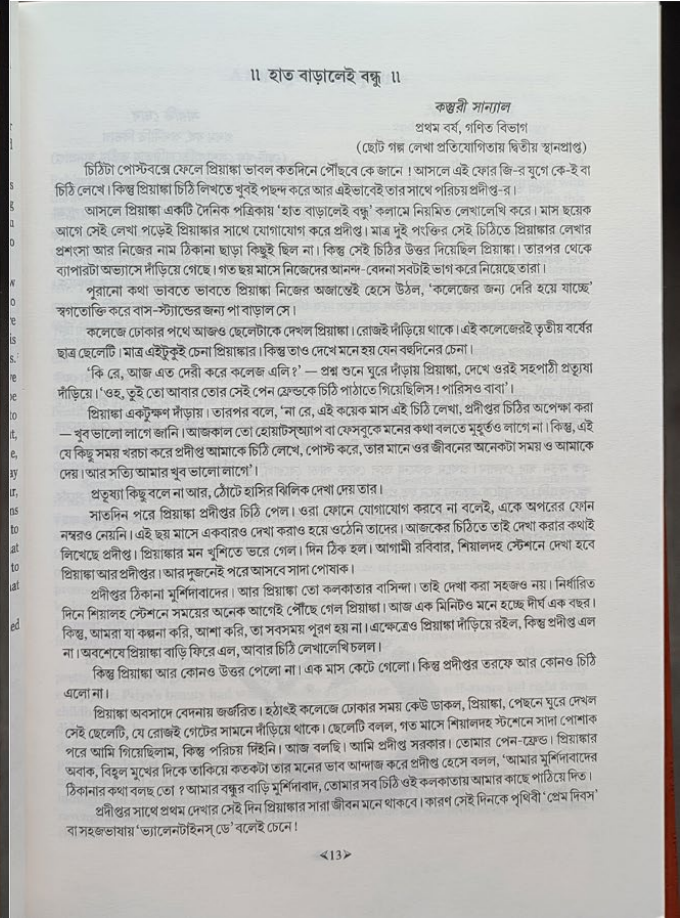 ॥ হাত বাড়ালেই বন্ধু ॥
কস্তুরী সান্যাল
প্রথম বর্ষ, গণিত বিভাগ
(ছোট গল্প লেখা প্রতিযোগিতায় দ্বিতীয় স্থানপ্রাপ্ত)
চিঠিটা পোস্টবক্সে ফেলে প্রিয়াঙ্কা ভাবল কতদিনে পৌঁছবে কে জানে ! আসলে এই ফোর জি-র যুগে কে-ই বা
চিঠি লেখে। কিন্তু প্রিয়াঙ্কা চিঠি লিখতে খুবই পছন্দ করে আর এইভাবেই তার সাথে পরিচয় প্রদীপ্ত-র।
আসলে প্রিয়াঙ্কা একটি দৈনিক পত্রিকায় ‘হাত বাড়ালেই বন্ধু’ কলামে নিয়মিত লেখালেখি করে। মাস ছয়েক
আগে সেই লেখা পড়েই প্রিয়াঙ্কার সাথে যোগাযোগ করে প্রদীপ্ত। মাত্র দুই পংক্তির সেই চিঠিতে প্রিয়াঙ্কার লেখার
প্রশংসা আর নিজের নাম ঠিকানা ছাড়া কিছুই ছিল না। কিন্তু সেই চিঠির উত্তর দিয়েছিল প্রিয়াঙ্কা। তারপর থেকে
ব্যাপারটা অভ্যাসে দাঁড়িয়ে গেছে। গত ছয় মাসে নিজেদের আনন্দ-বেদনা সবটাই ভাগ করে নিয়েছে তারা।
পুরানো কথা ভাবতে ভাবতে প্রিয়াঙ্কা নিজের অজান্তেই হেসে উঠল, ‘কলেজের জন্য দেরি হয়ে যাচ্ছে’
স্বগতোক্তি করে বাস-স্ট্যান্ডের জন্য পা বাড়াল সে।
কলেজে ঢোকার পথে আজও ছেলেটাকে দেখল প্রিয়াঙ্কা। রোজই দাঁড়িয়ে থাকে। এই কলেজেরই তৃতীয় বর্ষের
ছাত্র ছেলেটি। মাত্র এইটুকুই চেনা প্রিয়াঙ্কার। কিন্তু তাও দেখে মনে হয় যেন বহুদিনের চেনা।
‘কি রে, আজ এত দেরী করে কলেজ এলি ?’ — প্রশ্ন শুনে ঘুরে দাঁড়ায় প্রিয়াঙ্কা, দেখে ওরই সহপাঠী প্রত্যুষা
দাঁড়িয়ে। ‘ওহ, তুই তো আবার তোর সেই পেন ফ্রেন্ডকে চিঠি পাঠাতে গিয়েছিলিস ! পারিসও বাবা’।
প্রিয়াঙ্কা একটুক্ষণ দাঁড়ায়। তারপর বলে, ‘না রে, এই কয়েক মাস এই চিঠি লেখা, প্রদীপ্তর চিঠির অপেক্ষা করা
— খুব ভালো লাগে জানি। আজকাল তো হোয়াটস্‌অ্যাপ বা ফেসবুকে মনের কথা বলতে মুহূর্তও লাগে না। কিন্তু, এই
যে কিছু সময় খরচা করে প্রদীপ্ত আমাকে চিঠি লেখে, পোস্ট করে, তার মানে ওর জীবনের অনেকটা সময় ও আমাকে
দেয়। আর সত্যি আমার খুব ভালো লাগে’।
প্রত্যুষা কিছু বলে না আর, ঠোঁটে হাসির ঝিলিক দেখা দেয় তার।
সাতদিন পরে প্রিয়াঙ্কা প্রদীপ্তর চিঠি পেল। ওরা ফোনে যোগাযোগ করবে না বলেই, একে অপরের ফোন
নম্বরও নেয়নি। এই ছয় মাসে একবারও দেখা করাও হয়ে ওঠেনি তাদের। আজকের চিঠিতে তাই দেখা করার কথাই
লিখেছে প্রদীপ্ত। প্রিয়াঙ্কার মন খুশিতে ভরে গেল। দিন ঠিক হল। আগামী রবিবার, শিয়ালদহ স্টেশনে দেখা হবে
প্রিয়াঙ্কা আর প্রদীপ্তর। আর দুজনেই পরে আসবে সাদা পোষাক।
প্রদীপ্তর ঠিকানা মুর্শিদাবাদের। আর প্রিয়াঙ্কা তো কলকাতার বাসিন্দা। তাই দেখা করা সহজও নয়। নির্ধারিত
দিনে শিয়ালহ স্টেশনে সময়ের অনেক আগেই পৌঁছে গেল প্রিয়াঙ্কা। আজ এক মিনিটও মনে হচ্ছে দীর্ঘ এক বছর।
কিন্তু, আমরা যা কল্পনা করি, আশা করি, তা সবসময় পূরণ হয় না। এক্ষেত্রেও প্রিয়াঙ্কা দাঁড়িয়ে রইল, কিন্তু প্রদীপ্ত এল
না। অবশেষে প্রিয়াঙ্কা বাড়ি ফিরে এল, আবার চিঠি লেখালেখি চলল।
কিন্তু প্রিয়াঙ্কা আর কোনও উত্তর পেলো না। এক মাস কেটে গেলো। কিন্তু প্রদীপ্তর তরফে আর কোনও চিঠি
এলো না।
প্রিয়াঙ্কা অবসাদে বেদনায় জর্জরিত। হঠাৎই কলেজে ঢোকার সময় কেউ ডাকল, প্রিয়াঙ্কা, পেছনে ঘুরে দেখল
সেই ছেলেটি, যে রোজই গেটের সামনে দাঁড়িয়ে থাকে। ছেলেটি বলল, গত মাসে শিয়ালদহ স্টশেনে সাদা পোশাক
পরে আমি গিয়েছিলাম, কিন্তু পরিচয় দিইনি। আজ বলছি। আমি প্রদীপ্ত সরকার। তোমার পেন-ফ্রেন্ড। প্রিয়াঙ্কার
অবাক, বিহ্বল মুখের দিকে তাকিয়ে কতকটা তার মনের ভাব আন্দাজ করে প্রদীপ্ত হেসে বলল, ‘আমার মুর্শিদাবাদের
ঠিকানার কথা বলছ তো ? আমার বন্ধুর বাড়ি মুর্শিদাবাদ, তোমার সব চিঠি ওই কলকাতায় আমার কাছে পাঠিয়ে দিত।
প্রদীপ্তর সাথে প্রথম দেখার সেই দিন প্রিয়াঙ্কার সারা জীবন মনে থাকবে। কারণ সেই দিনকে পৃথিবী ‘প্রেম দিবস’
বা সহজভাষায় ‘ভ্যালেনটাইনস্ ডে’ বলেই চেনে !
≺13≻